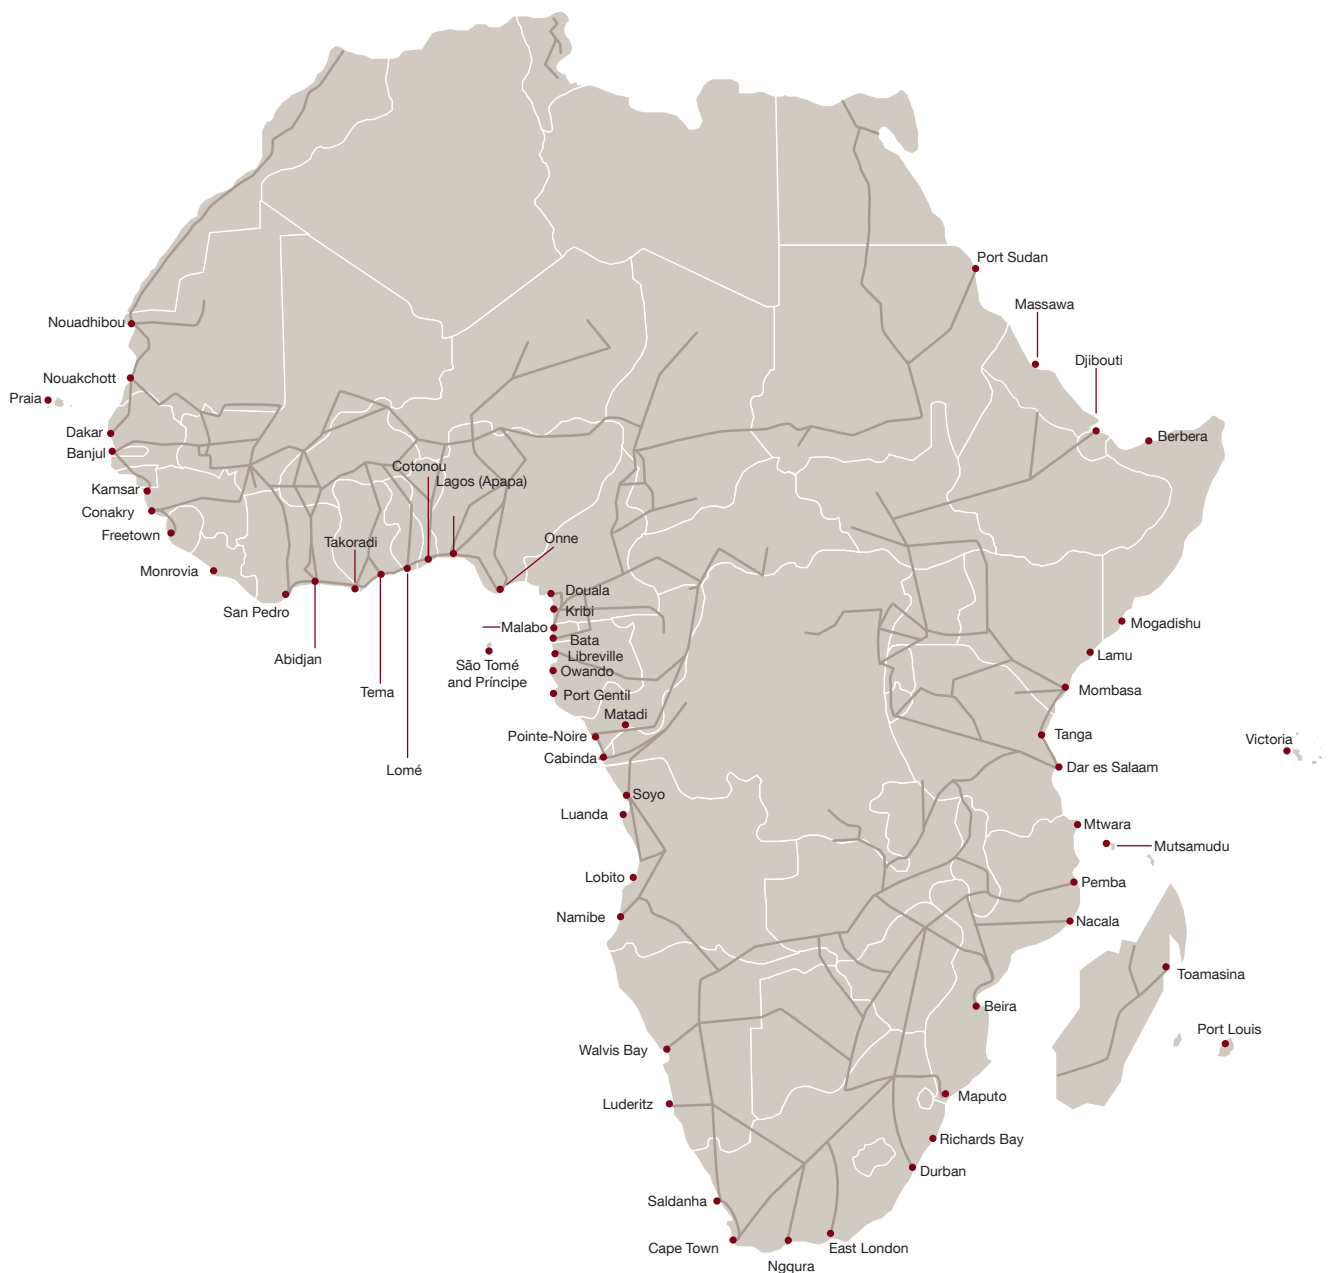 Port Sudan
Massawa
Nouadhibou
Djibouti
Nouakchott
Praia
Dakar
Berbera
Banjul
Cotonou
Lagos (Apapa)
Kamsar
Conakry
Freetown
Takoradi
Onne
Monrovia
Douala
San Pedro
Kribi
Mogadishu
Malabo
Bata
Abidjan
Libreville
Lamu
São Tomé
and Príncipe
Owando
Tema
Port Gentil
Mombasa
Matadi
Pointe-Noire
Tanga
Victoria
Cabinda
Lomé
Dar es Salaam
Soyo
Luanda
Mtwara
Mutsamudu
Lobito
Pemba
Namibe
Nacala
Toamasina
Beira
Port Louis
Walvis Bay
Maputo
Luderitz
Richards Bay
Durban
Saldanha
Cape Town
East London
Ngqura